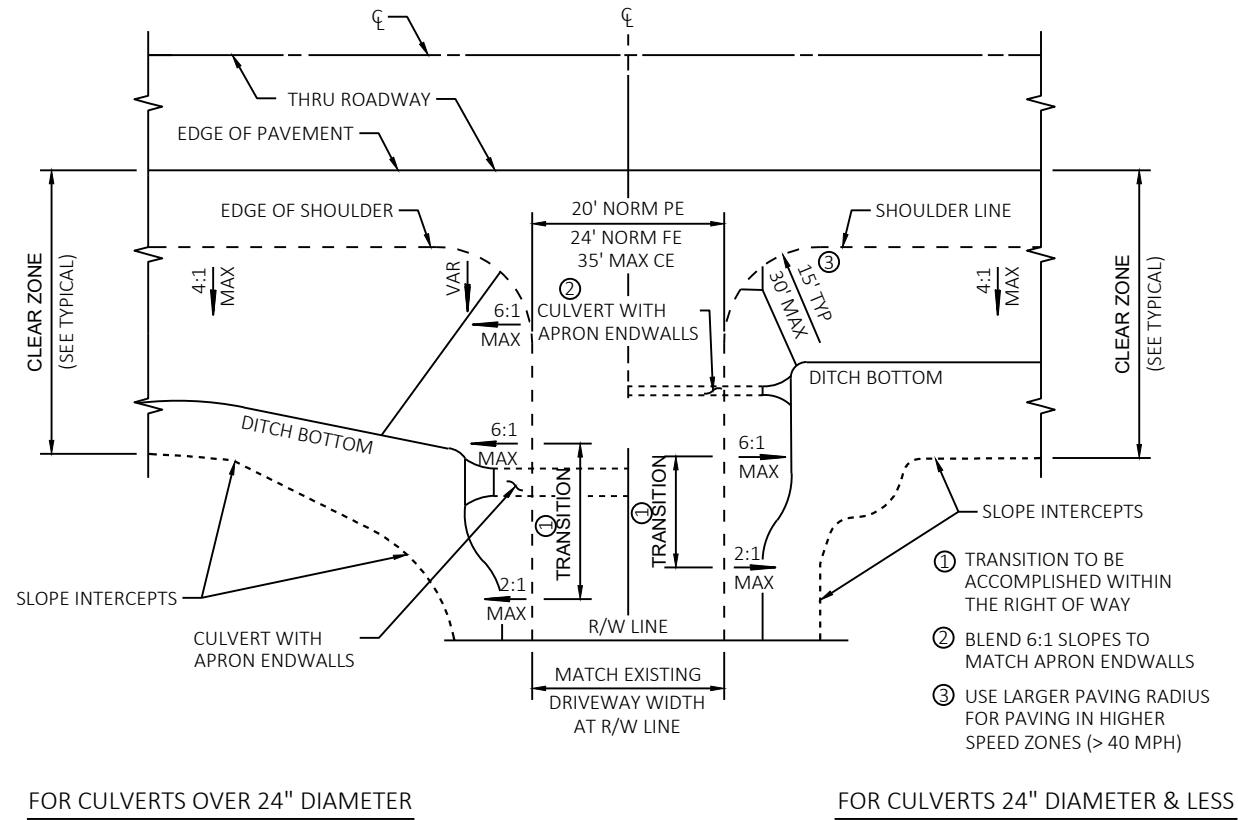 ℄
℄
THRU ROADWAY
EDGE OF PAVEMENT
EDGE OF SHOULDER
20' NORM PE
24' NORM FE
35' MAX CE
SHOULDER LINE
CLEAR ZONE
(SEE TYPICAL)
4:1
MAX
VAR
②
6:1
MAX
CULVERT WITH
APRON ENDWALLS
15' TYP
30' MAX
③
4:1
MAX
CLEAR ZONE
(SEE TYPICAL)
DITCH BOTTOM
DITCH BOTTOM
6:1
MAX
6:1
MAX
TRANSITION
①
TRANSITION
①
2:1
MAX
2:1
MAX
SLOPE INTERCEPTS
SLOPE INTERCEPTS
CULVERT WITH
APRON ENDWALLS
R/W LINE
MATCH EXISTING
DRIVEWAY WIDTH
AT R/W LINE
① TRANSITION TO BE
ACCOMPLISHED WITHIN
THE RIGHT OF WAY
② BLEND 6:1 SLOPES TO
MATCH APRON ENDWALLS
③ USE LARGER PAVING RADIUS
FOR PAVING IN HIGHER
SPEED ZONES (> 40 MPH)
FOR CULVERTS OVER 24" DIAMETER
FOR CULVERTS 24" DIAMETER & LESS